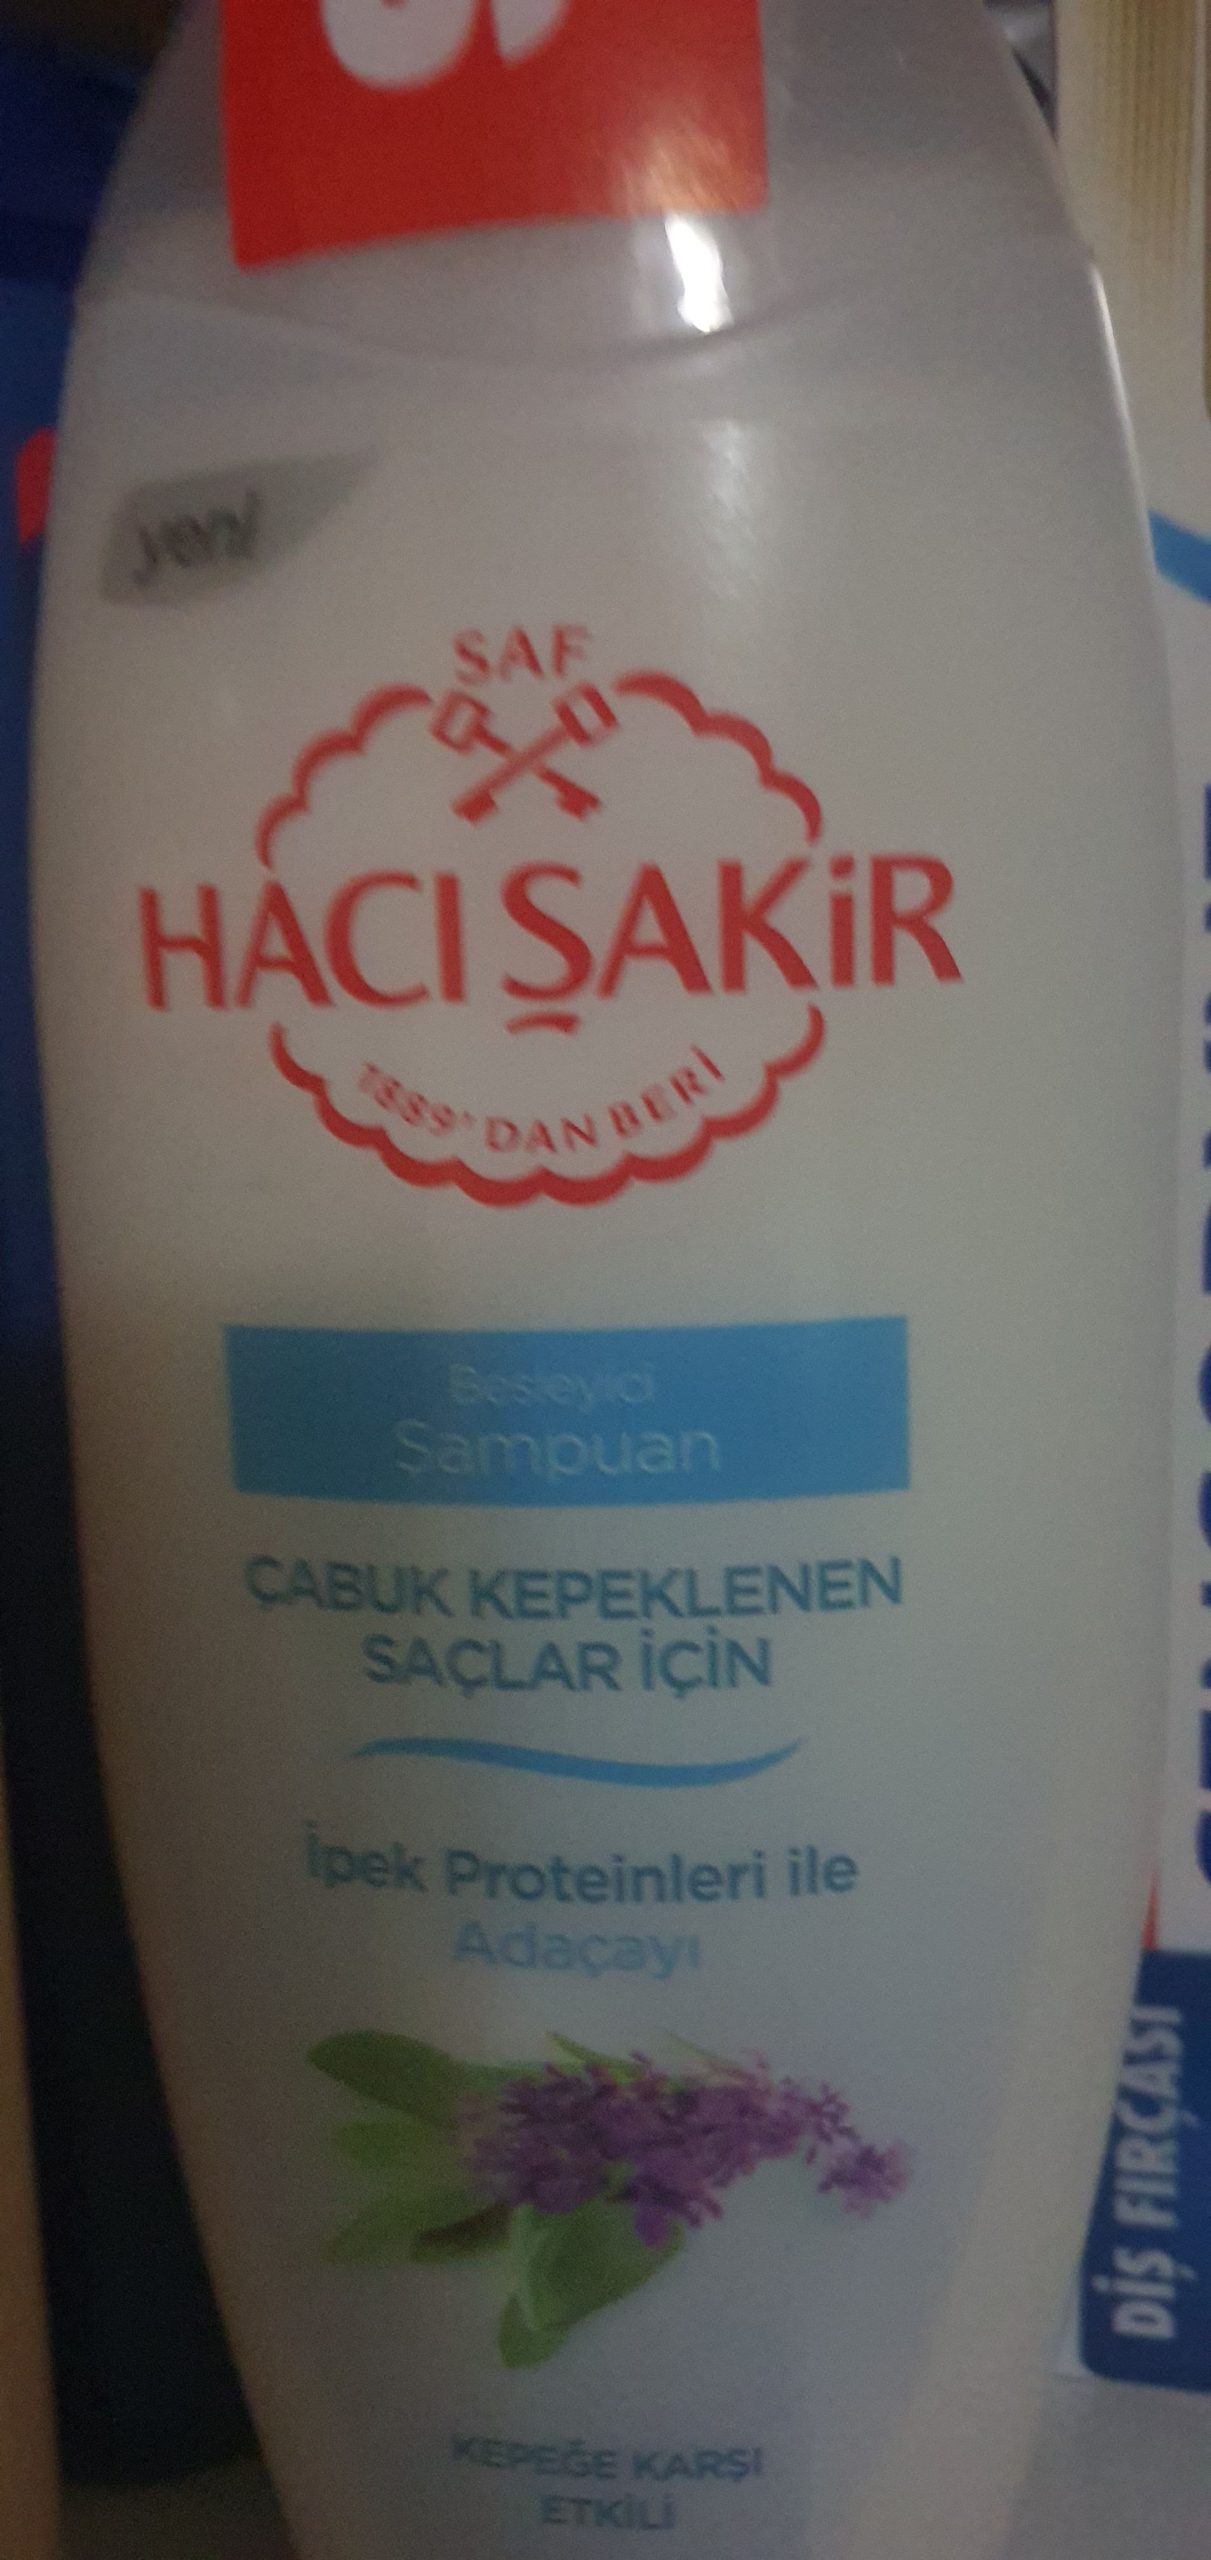 yeni
SAF
HACI ŞAKİR
1889'DAN BERİ
Besleyici
Şampuan
ÇABUK KEPEKLENEN
SAÇLAR İÇİN
İpek Proteinleri ile
Adaçayı
KEPEĞE KARŞI
ETKİLİ
DİŞ FIRÇASI